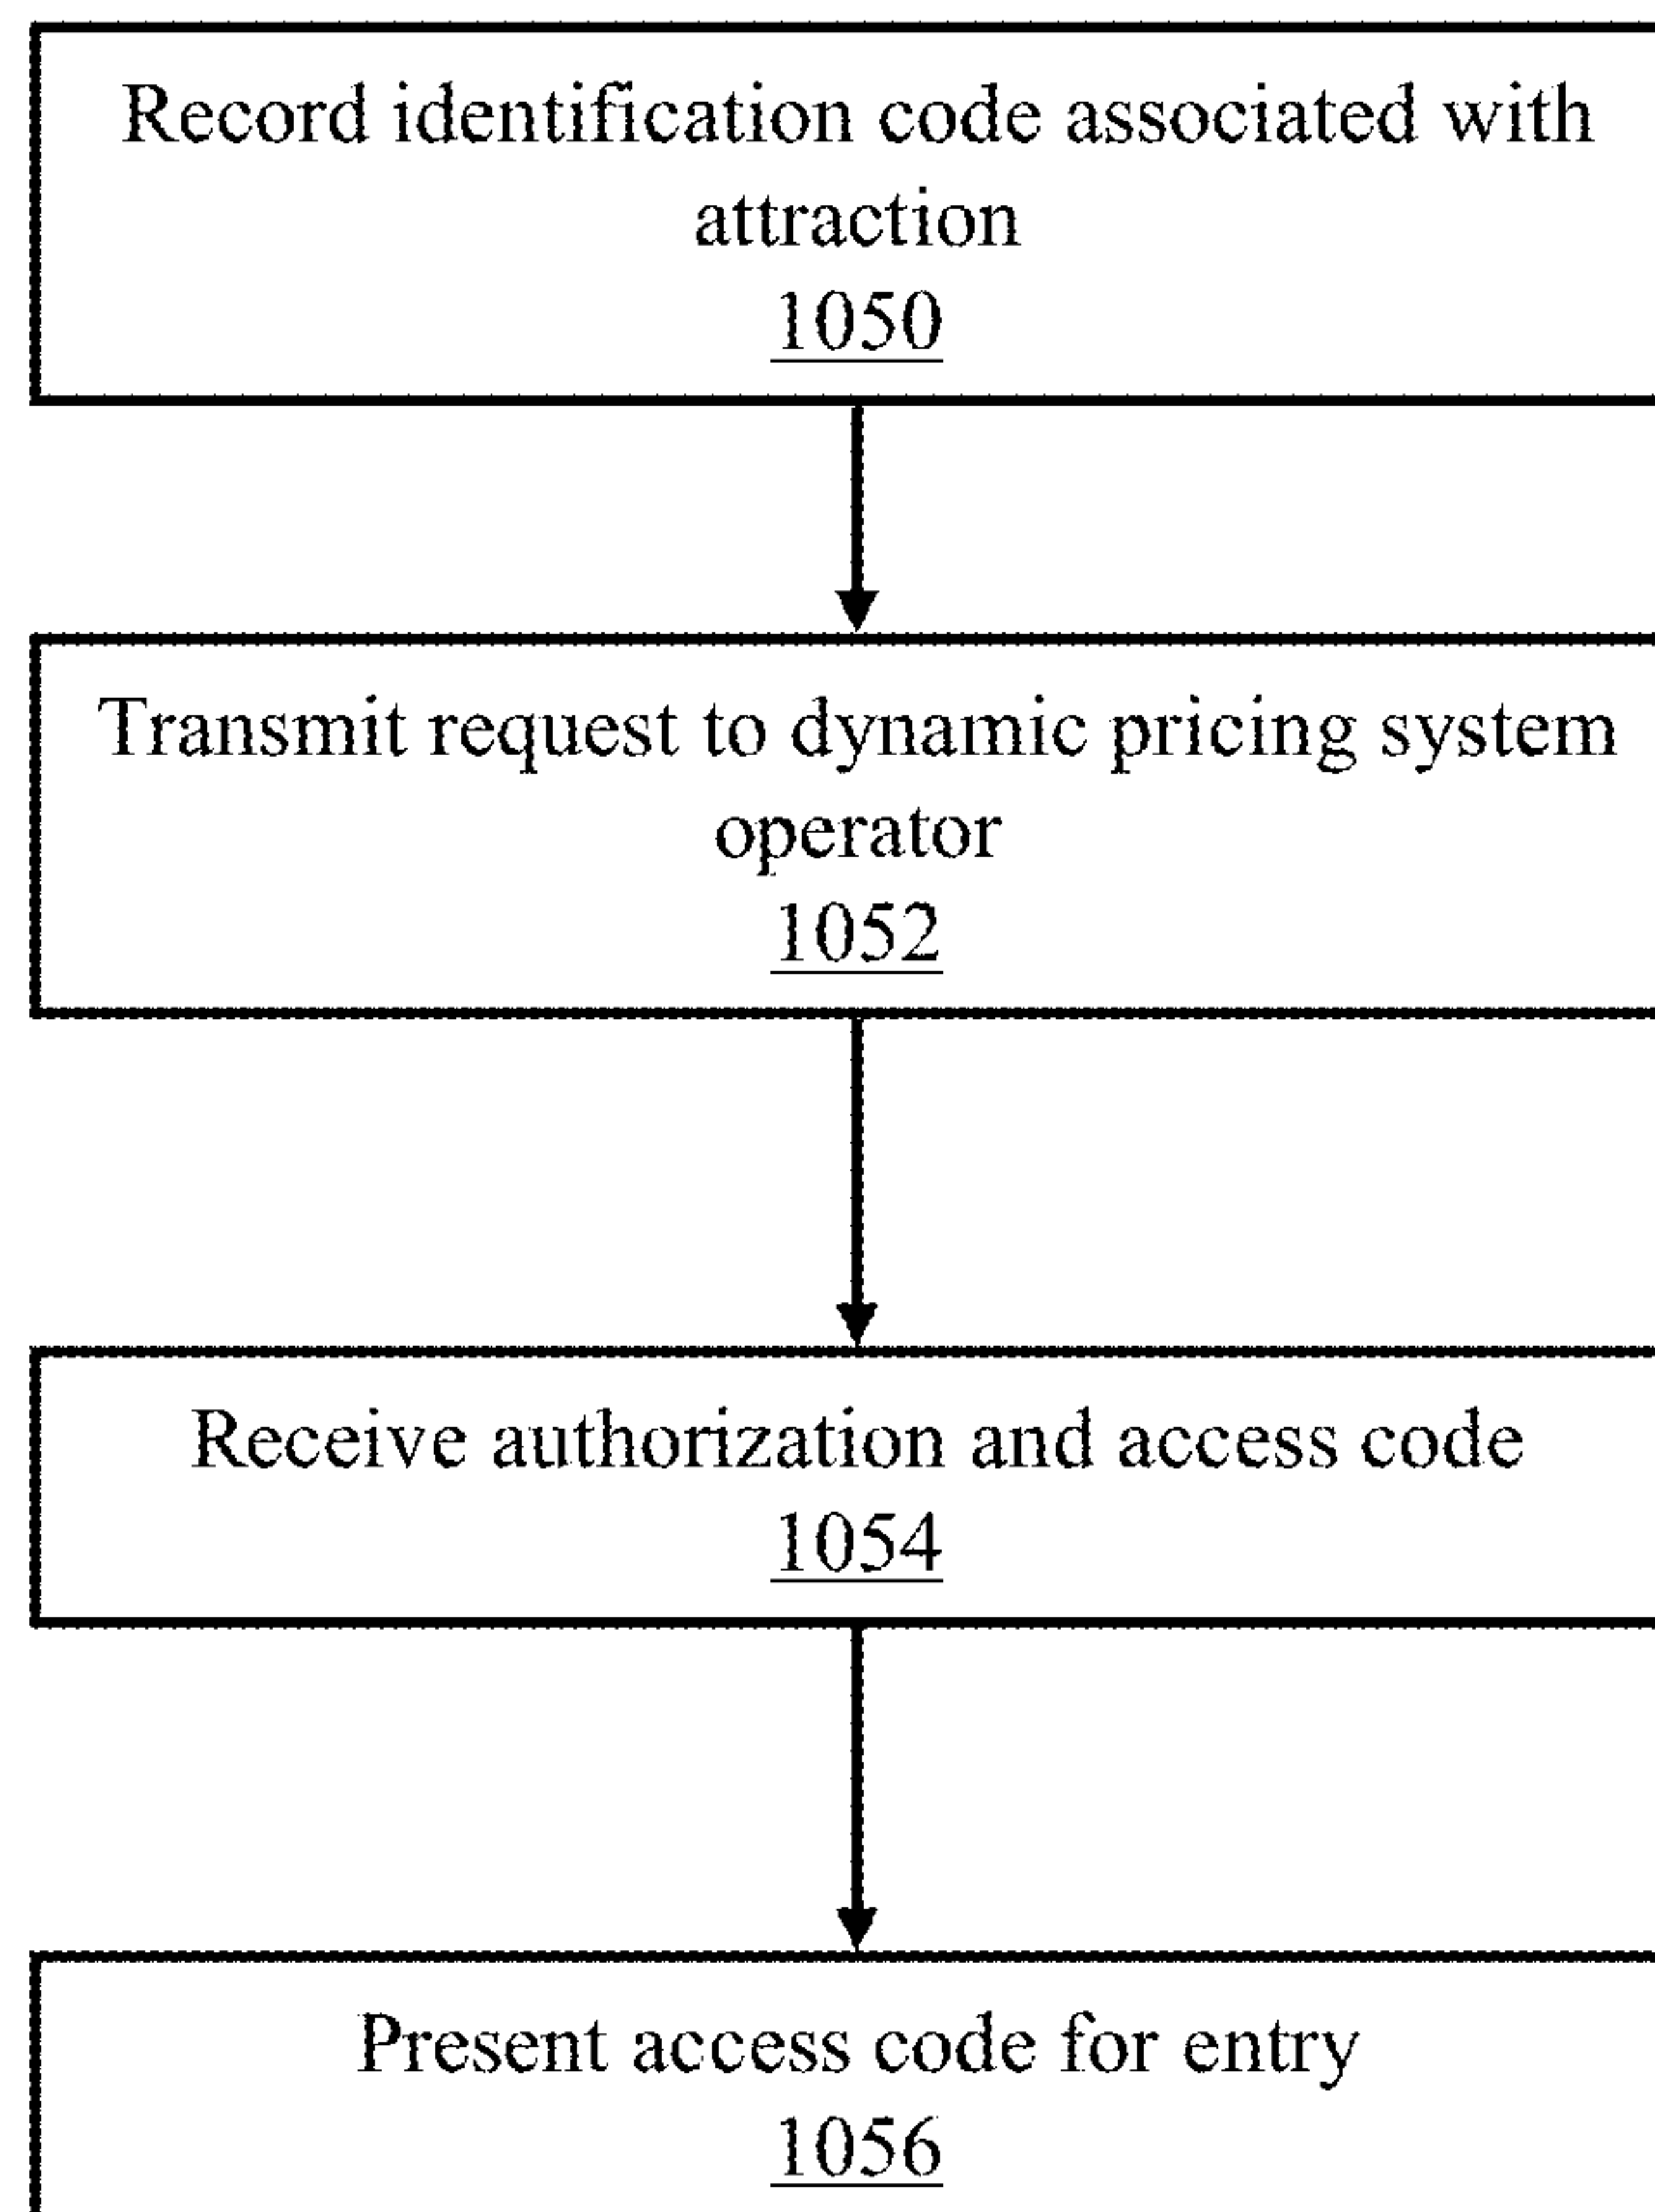 Record identification code associated with
attraction
1050
Transmit request to dynamic pricing system
operator
1052
Receive authorization and access code
1054
Present access code for entry
1056